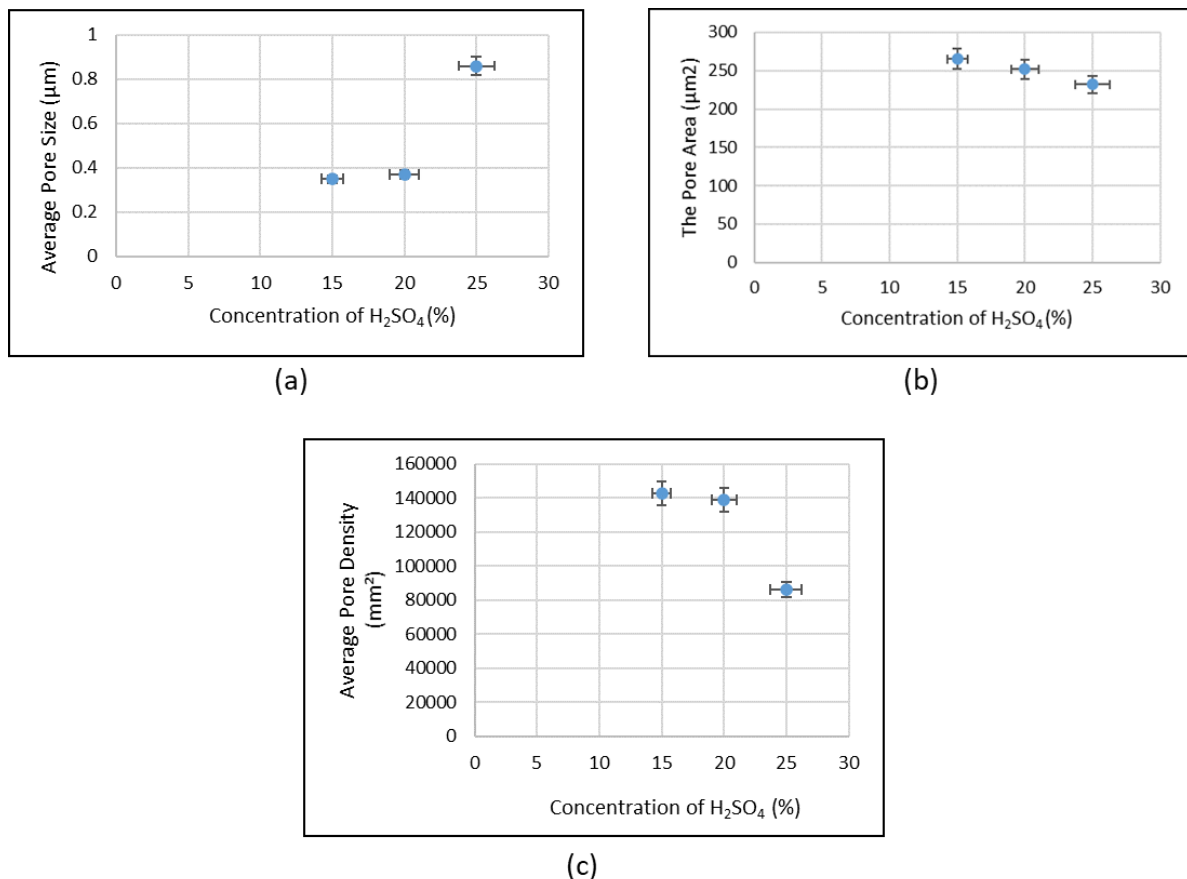 1
0.8
0.6
0.4
0.2
0
0 5 10 15 20 25 30
Average Pore Size (µm)
Concentration of H₂SO₄ (%)
(a)
300
250
200
150
100
50
0
0 5 10 15 20 25 30
The Pore Area (µm2)
Concentration of H₂SO₄ (%)
(b)
160000
140000
120000
100000
80000
60000
40000
20000
0
0 5 10 15 20 25 30
Average Pore Density
(mm²)
Concentration of H₂SO₄ (%)
(c)